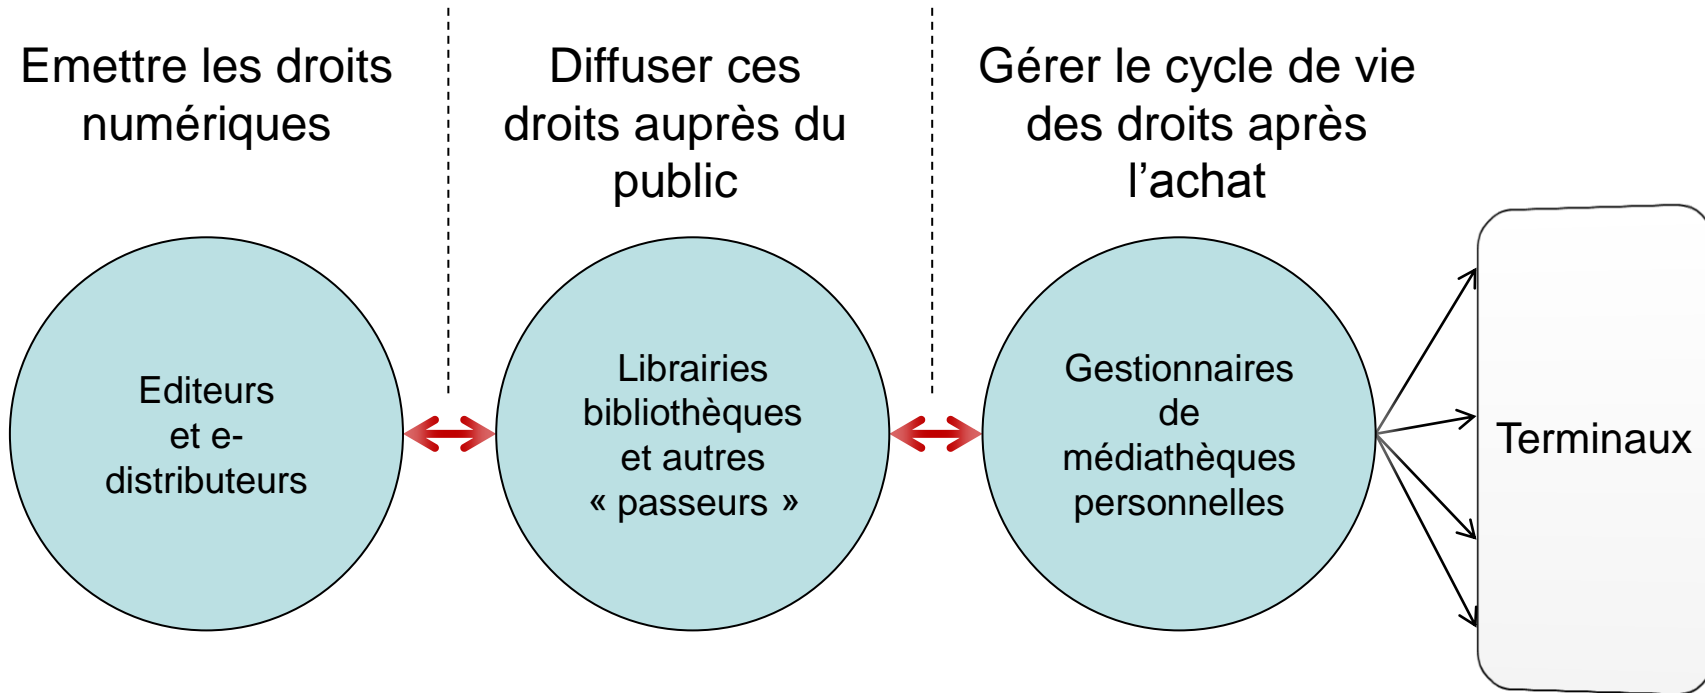 Emettre les droits
numériques
Diffuser ces
droits auprès du
public
Gérer le cycle de vie
des droits après
l’achat
Editeurs
et e-
distributeurs
Librairies
bibliothèques
et autres
« passeurs »
Gestionnaires
de
médiathèques
personnelles
Terminaux